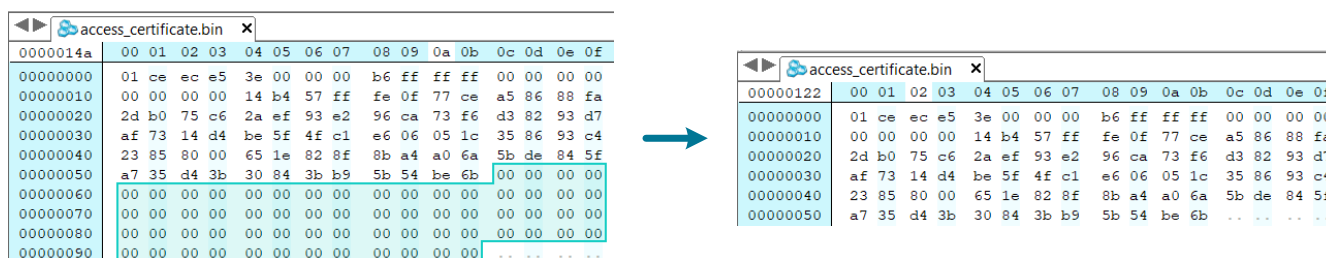 access_certificate.bin
0000014a 00 01 02 03 04 05 06 07 08 09 0a 0b 0c 0d 0e 0f
00000000 01 ce ec e5 3e 00 00 00 b6 ff ff ff 00 00 00 00
00000010 00 00 00 00 14 b4 57 ff fe 0f 77 ce a5 86 88 fa
00000020 2d b0 75 c6 2a ef 93 e2 96 ca 73 f6 d3 82 93 d7
00000030 af 73 14 d4 be 5f 4f c1 e6 06 05 1c 35 86 93 c4
00000040 23 85 80 00 65 1e 82 8f 8b a4 a0 6a 5b de 84 5f
00000050 a7 35 d4 3b 30 84 3b b9 5b 54 be 6b 00 00 00 00
00000060 00 00 00 00 00 00 00 00 00 00 00 00 00 00 00 00
00000070 00 00 00 00 00 00 00 00 00 00 00 00 00 00 00 00
00000080 00 00 00 00 00 00 00 00 00 00 00 00 00 00 00 00
00000090 00 00 00 00 00 00 00 00 00 00 00 00 .. .. .. ..
access_certificate.bin
00000122 00 01 02 03 04 05 06 07 08 09 0a 0b 0c 0d 0e 0f
00000000 01 ce ec e5 3e 00 00 00 b6 ff ff ff 00 00 00 00
00000010 00 00 00 00 14 b4 57 ff fe 0f 77 ce a5 86 88 fa
00000020 2d b0 75 c6 2a ef 93 e2 96 ca 73 f6 d3 82 93 d7
00000030 af 73 14 d4 be 5f 4f c1 e6 06 05 1c 35 86 93 c4
00000040 23 85 80 00 65 1e 82 8f 8b a4 a0 6a 5b de 84 5f
00000050 a7 35 d4 3b 30 84 3b b9 5b 54 be 6b .. .. .. ..